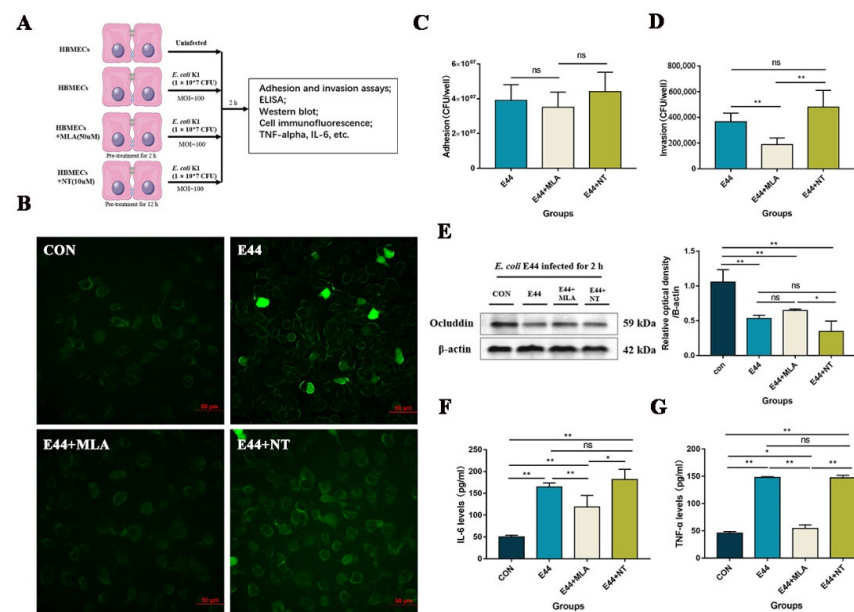 A
HBMECs
Uninfected
HBMECs
E. coli K1
(1 × 10^7 CFU)
MOI=100
HBMECs
+MLA(50uM)
Pre-treatment for 2 h
E. coli K1
(1 × 10^7 CFU)
MOI=100
HBMECs
+NT(10uM)
Pre-treatment for 12 h
E. coli K1
(1 × 10^7 CFU)
MOI=100
2 h
Adhesion and invasion assays;
ELISA;
Western blot;
Cell immunofluorescence;
TNF-alpha, IL-6, etc.
B
CON
50 μm
E44
50 μm
E44+MLA
50 μm
E44+NT
50 μm
C
Adhesion(CFU/well)
6×10⁰⁷
4×10⁰⁷
2×10⁰⁷
0
ns
ns
E44
E44+MLA
E44+NT
Groups
D
Invasion(CFU/well)
800,000
600,000
400,000
200,000
0
ns
**
**
E44
E44+MLA
E44+NT
Groups
E
E. coli E44 infected for 2 h
CON
E44
E44+
MLA
E44+
NT
Ocluddin
59 kDa
β-actin
42 kDa
Relative optical density
/B-actin
1.5
1.0
0.5
0.0
**
**
**
ns
ns
*
con
E44
E44+MLA
E44+NT
Groups
F
IL-6 levels (pg/ml)
250
200
150
100
50
0
**
ns
**
*
**
**
CON
E44
E44+MLA
E44+NT
Groups
G
TNF-α levels (pg/ml)
200
150
100
50
0
**
ns
*
**
**
**
CON
E44
E44+MLA
E44+NT
Groups